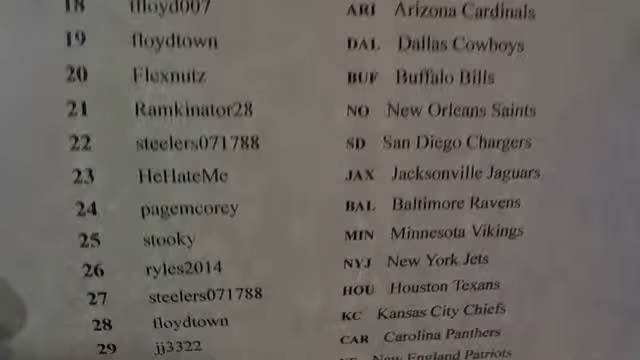 18 flloyd007 ARI Arizona Cardinals
19 floydtown DAL Dallas Cowboys
20 Flexnutz BUF Buffalo Bills
21 Ramkinator28 NO New Orleans Saints
22 steelers071788 SD San Diego Chargers
23 HeHateMe JAX Jacksonville Jaguars
24 pagemcorey BAL Baltimore Ravens
25 stooky MIN Minnesota Vikings
26 ryles2014 NYJ New York Jets
27 steelers071788 HOU Houston Texans
28 floydtown KC Kansas City Chiefs
29 jj3322 CAR Carolina Panthers
New England Patriots